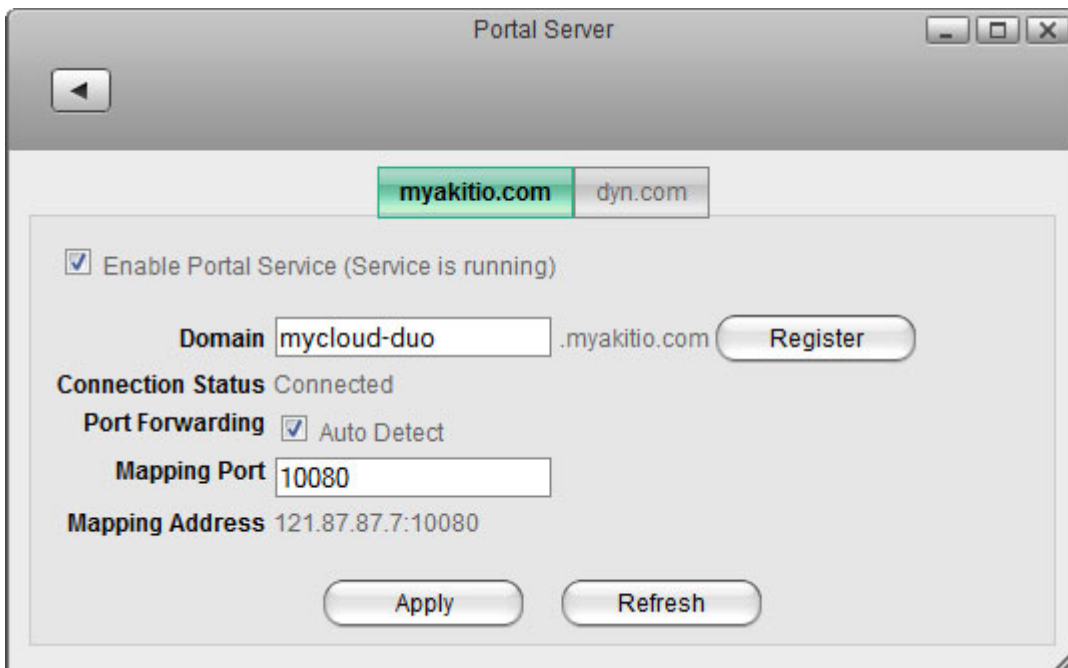 Portal Server
myakitio.com dyn.com
Enable Portal Service (Service is running)
Domain mycloud-duo .myakitio.com Register
Connection Status Connected
Port Forwarding Auto Detect
Mapping Port 10080
Mapping Address 121.87.87.7:10080
Apply Refresh